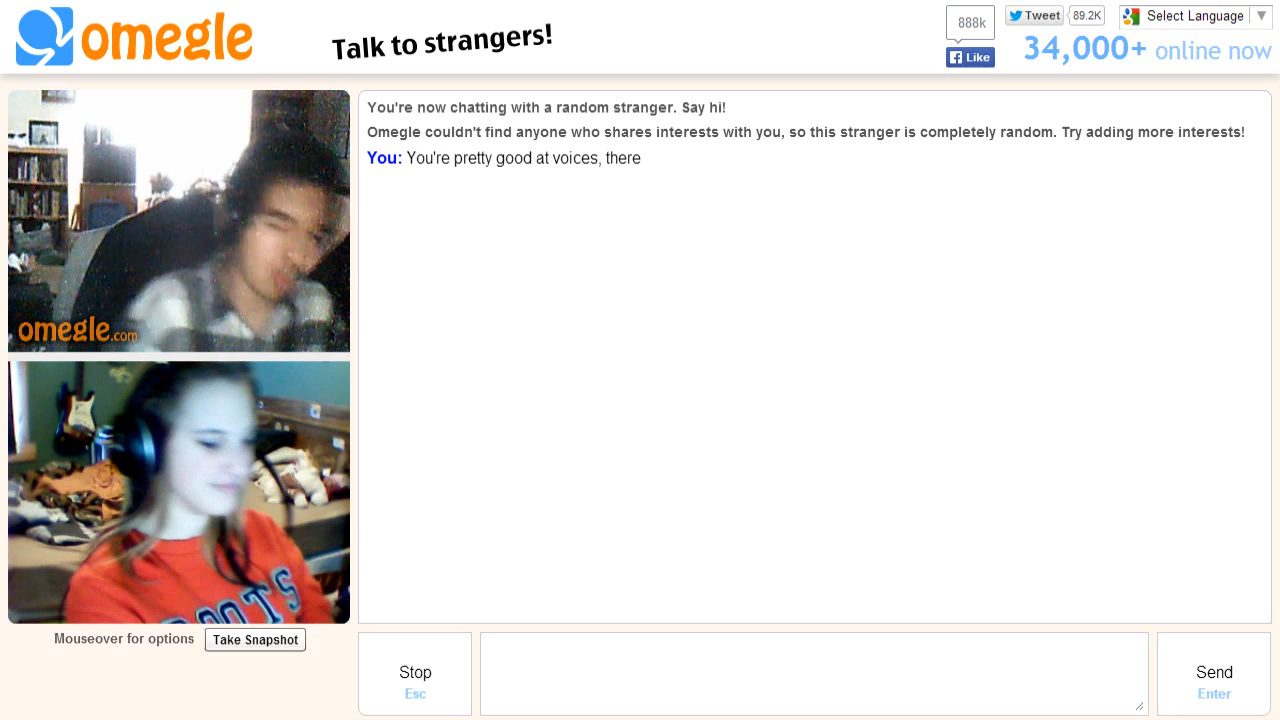 omegle
Talk to strangers!
888k
Like
Tweet
89.2K
Select Language
34,000+ online now
omegle.com
You're now chatting with a random stranger. Say hi!
Omegle couldn't find anyone who shares interests with you, so this stranger is completely random. Try adding more interests!
You: You're pretty good at voices, there
ROOTS
Mouseover for options
Take Snapshot
Stop
Esc
Send
Enter